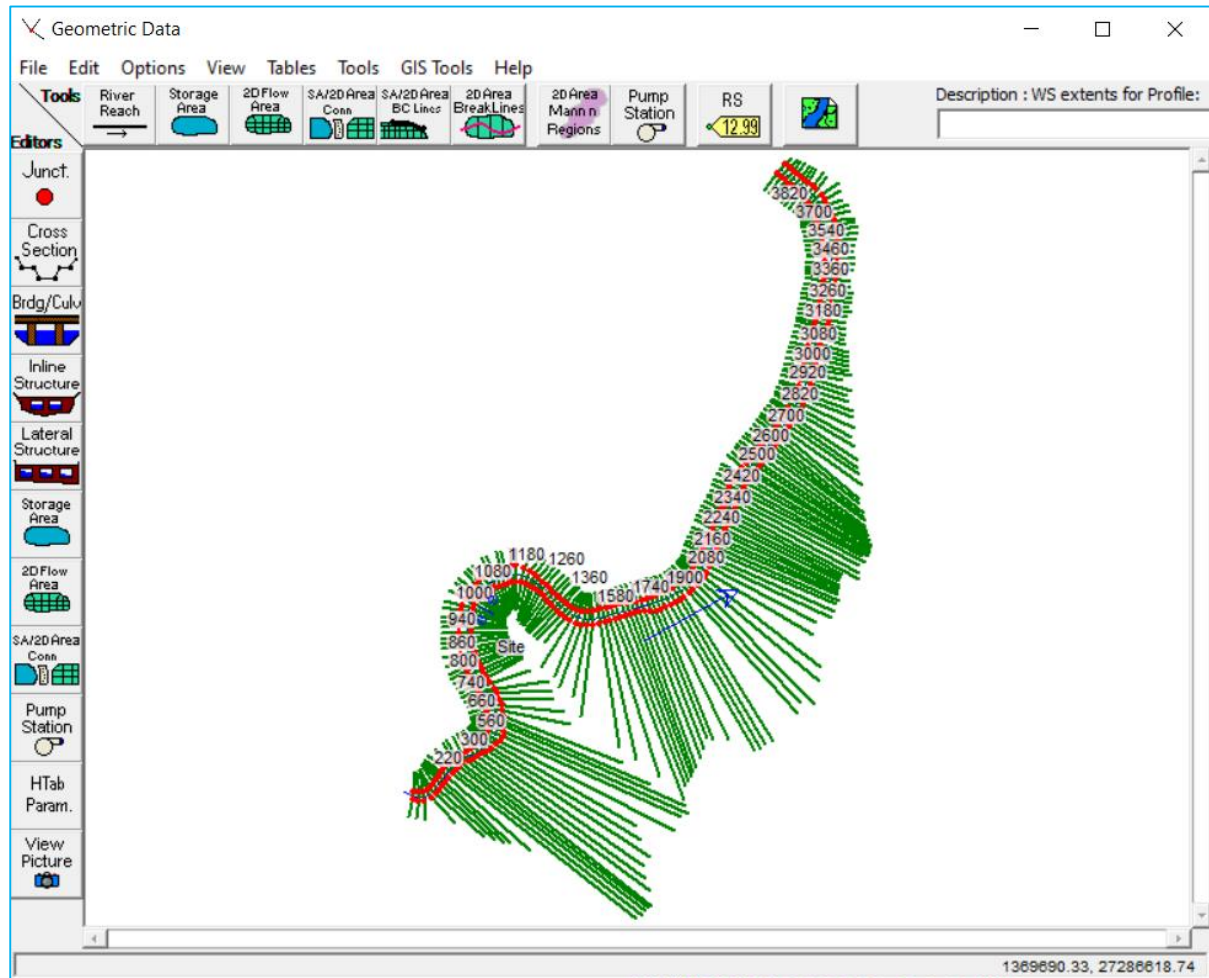 Geometric Data
File Edit Options View Tables Tools GIS Tools Help
Tools
Editors
River
Reach
Storage
Area
2D Flow
Area
SA/2D Area
Conn
SA/2D Area
BC Lines
2D Area
BreakLines
2D Area
Mann n
Regions
Pump
Station
RS
12.99
Description : WS extents for Profile:
Junct.
Cross
Section
Brdg/Culv
Inline
Structure
Lateral
Structure
Storage
Area
2D Flow
Area
SA/2D Area
Conn
Pump
Station
HTab
Param.
View
Picture
3820
3700
3540
3460
3360
3260
3180
3080
3000
2920
2820
2700
2600
2500
2420
2340
2240
2160
2080
1900
1740
1580
1360
1260
1180
1080
1000
940
Site
860
800
740
660
560
300
220
1369690.33, 27286618.74